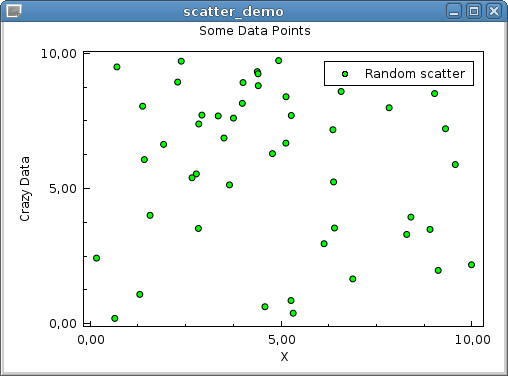 scatter_demo
Some Data Points
10,00
Random scatter
5,00
Crazy Data
0,00
0,00 5,00 10,00
X